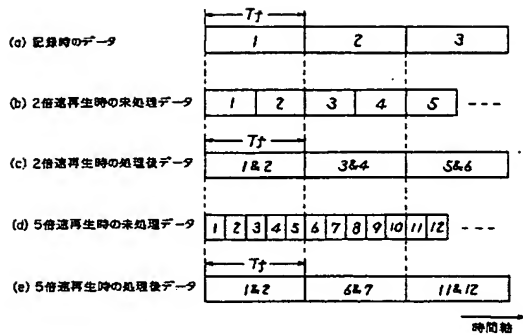 Tf
(a) 記録時のデータ 1 2 3
(b) 2倍速再生時の未処理データ 1 2 3 4 5
Tf
(c) 2倍速再生時の処理後データ 1&2 3&4 5&6
(d) 5倍速再生時の未処理データ 1 2 3 4 5 6 7 8 9 10 11 12
Tf
(e) 5倍速再生時の処理後データ 1&2 6&7 11&12
時間軸